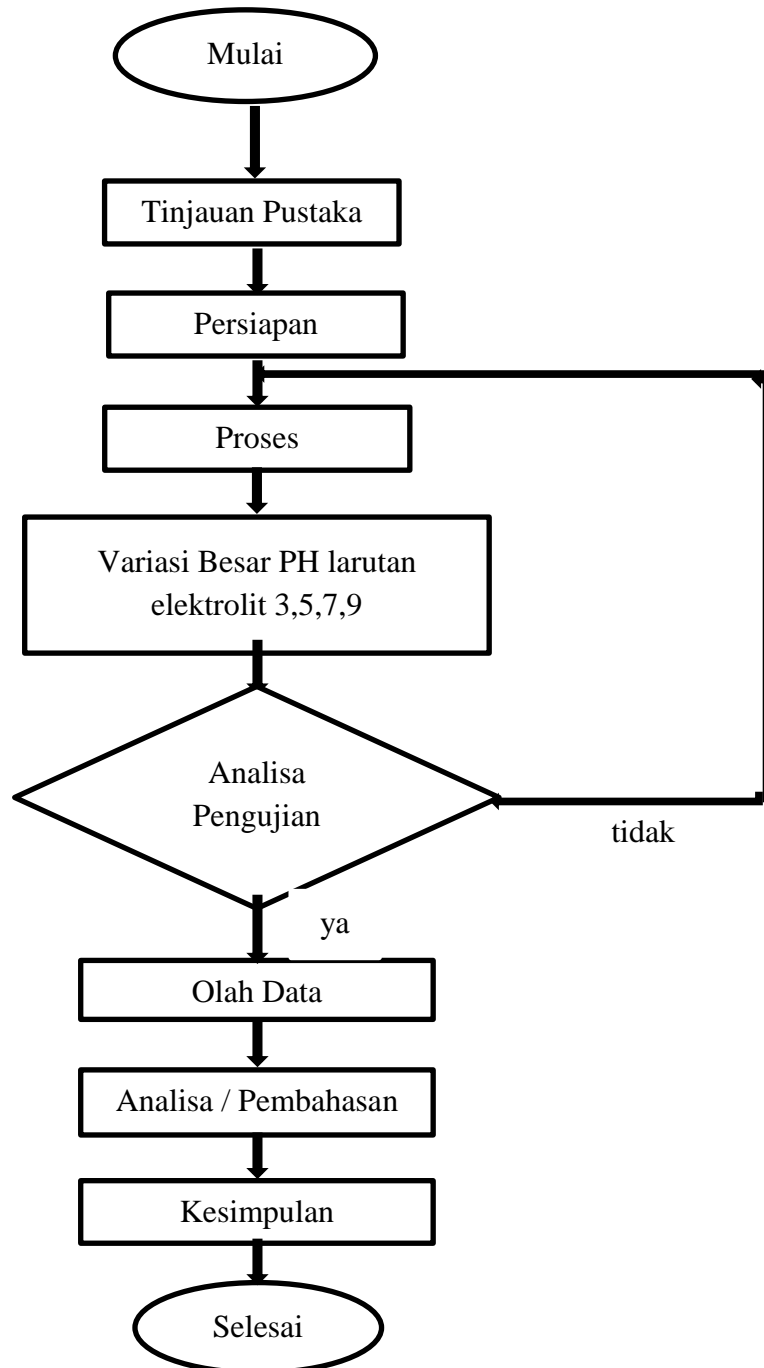 Mulai
Tinjauan Pustaka
Persiapan
Proses
Variasi Besar PH larutan
elektrolit 3,5,7,9
Analisa
Pengujian
tidak
ya
Olah Data
Analisa / Pembahasan
Kesimpulan
Selesai